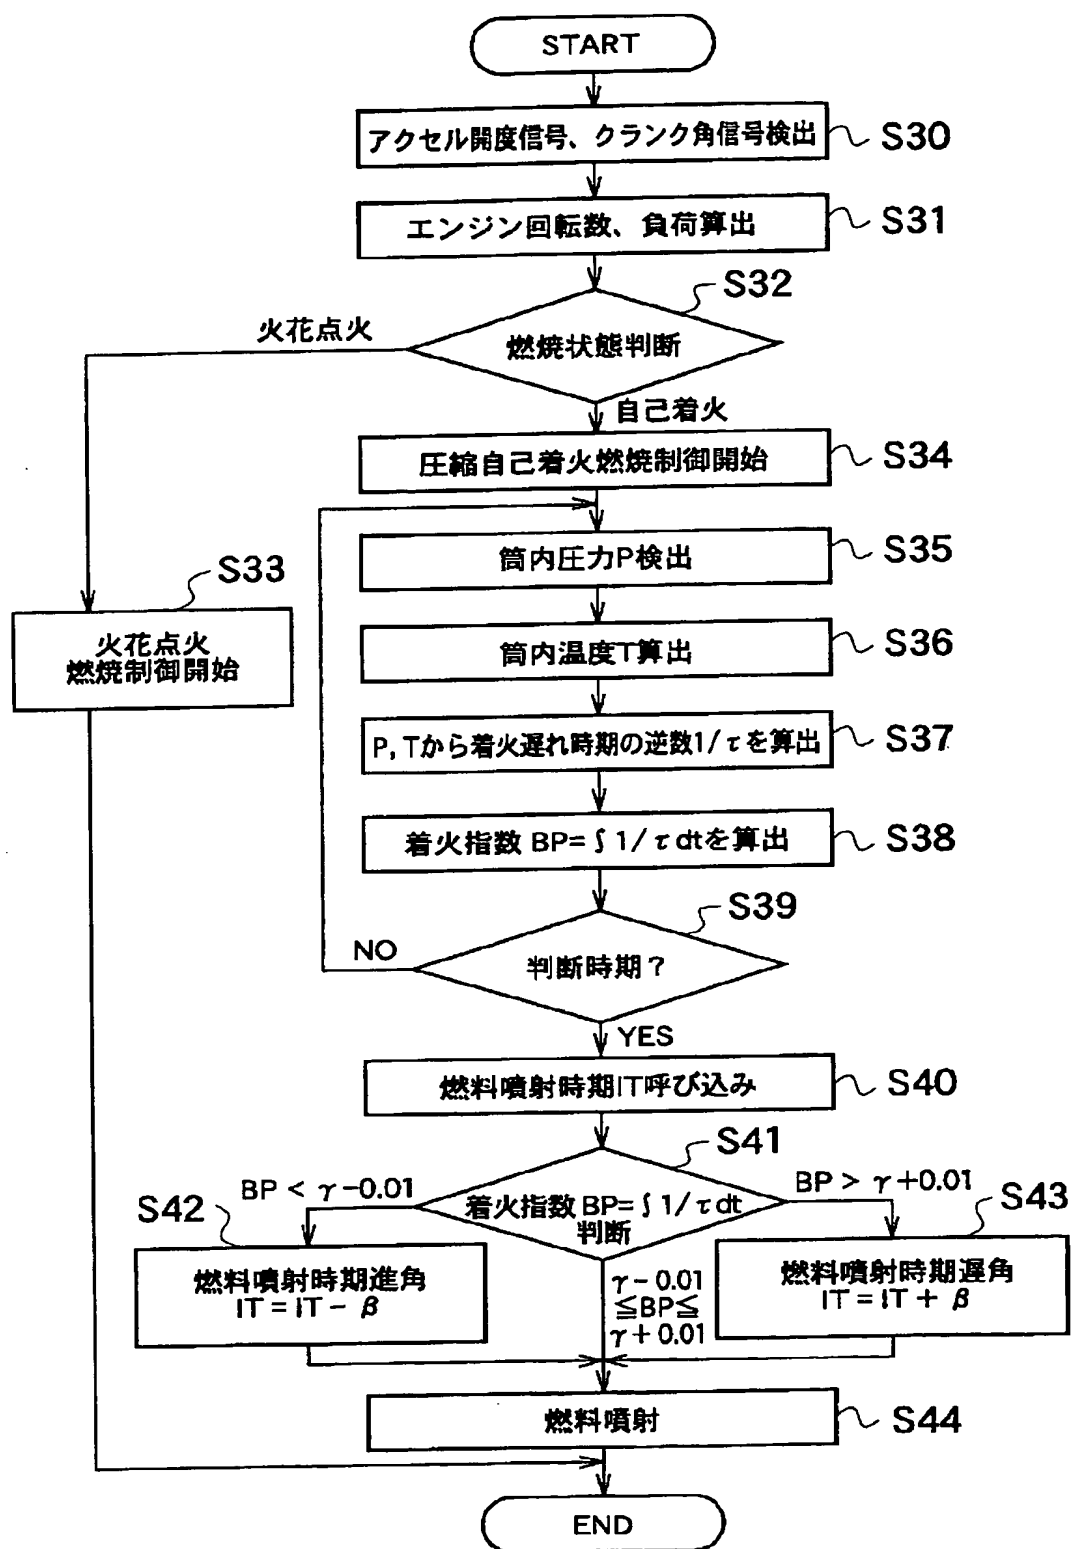 START
アクセル開度信号、クランク角信号検出
S30
エンジン回転数、負荷算出
S31
S32
火花点火
燃焼状態判断
自己着火
圧縮自己着火燃焼制御開始
S34
筒内圧力P検出
S35
S33
火花点火
燃焼制御開始
筒内温度T算出
S36
P, Tから着火遅れ時期の逆数1/τを算出
S37
着火指数 BP=∫1/τdtを算出
S38
S39
NO
判断時期?
YES
燃料噴射時期IT呼び込み
S40
S41
BP < γ-0.01
BP > γ+0.01
S42
着火指数 BP=∫1/τdt
判断
S43
燃料噴射時期進角
IT = IT - β
γ-0.01
≦BP≦
γ+0.01
燃料噴射時期遅角
IT = IT + β
燃料噴射
S44
END